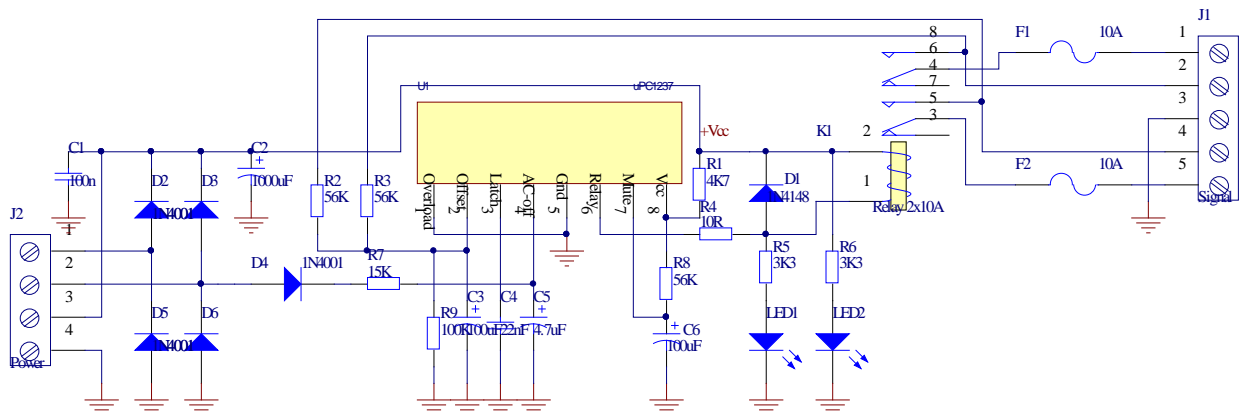 J1
F1 10A
F2 10A
1
2
3
4
5
Signal
8
6
4
7
5
3
2
1
K1
Relay 2x10A
U1
uPC1237
+Vcc
Overload
Offset
Latch
AC-off
Gnd
Relay
Mute
Vcc
1
2
3
4
5
6
7
8
C1
100n
C2
1000uF
D2
1N4001
D3
R2
56K
R3
56K
R1
4K7
D1
1N4148
R4
10R
J2
1
2
3
4
Power
D4
1N4001
R7
15K
R8
56K
R5
3K3
R6
3K3
D5
1N4001
D6
R9
100K
C3
100uF
C4
22nF
C5
4.7uF
C6
100uF
LED1
LED2